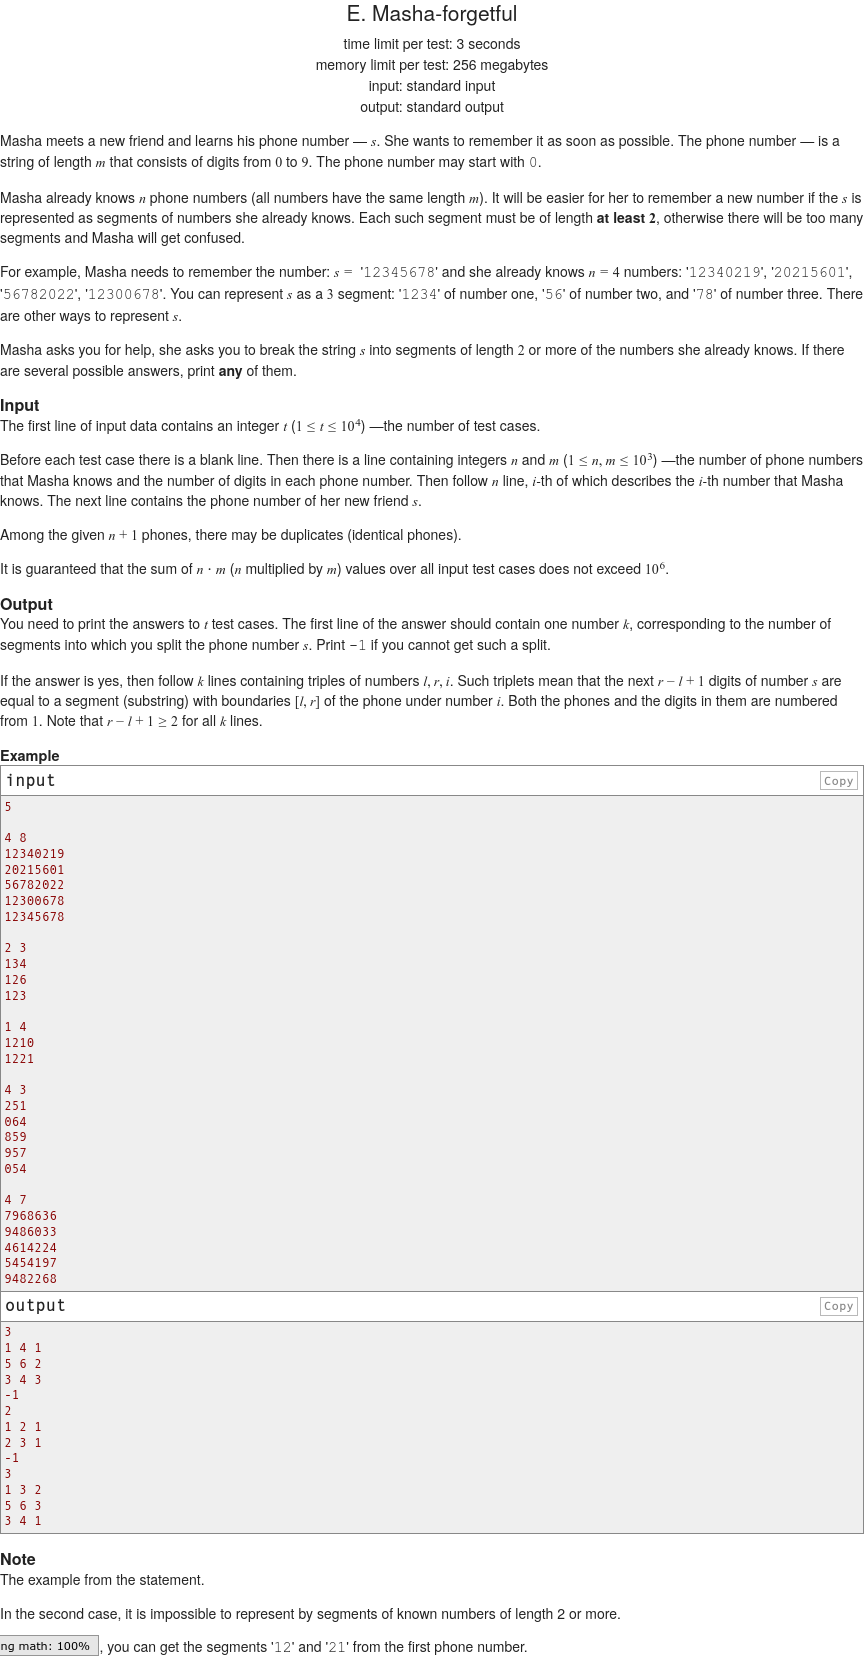 E. Masha-forgetful
time limit per test: 3 seconds
memory limit per test: 256 megabytes
input: standard input
output: standard output
Masha meets a new friend and learns his phone number — s. She wants to remember it as soon as possible. The phone number — is a
string of length m that consists of digits from 0 to 9. The phone number may start with 0.
Masha already knows n phone numbers (all numbers have the same length m). It will be easier for her to remember a new number if the s is
represented as segments of numbers she already knows. Each such segment must be of length at least 2, otherwise there will be too many
segments and Masha will get confused.
For example, Masha needs to remember the number: s = '12345678' and she already knows n = 4 numbers: '12340219', '20215601',
'56782022', '12300678'. You can represent s as a 3 segment: '1234' of number one, '56' of number two, and '78' of number three. There
are other ways to represent s.
Masha asks you for help, she asks you to break the string s into segments of length 2 or more of the numbers she already knows. If there
are several possible answers, print any of them.
Input
The first line of input data contains an integer t (1 ≤ t ≤ 10⁴) —the number of test cases.
Before each test case there is a blank line. Then there is a line containing integers n and m (1 ≤ n, m ≤ 10³) —the number of phone numbers
that Masha knows and the number of digits in each phone number. Then follow n line, i-th of which describes the i-th number that Masha
knows. The next line contains the phone number of her new friend s.
Among the given n + 1 phones, there may be duplicates (identical phones).
It is guaranteed that the sum of n · m (n multiplied by m) values over all input test cases does not exceed 10⁶.
Output
You need to print the answers to t test cases. The first line of the answer should contain one number k, corresponding to the number of
segments into which you split the phone number s. Print -1 if you cannot get such a split.
If the answer is yes, then follow k lines containing triples of numbers l, r, i. Such triplets mean that the next r − l + 1 digits of number s are
equal to a segment (substring) with boundaries [l, r] of the phone under number i. Both the phones and the digits in them are numbered
from 1. Note that r − l + 1 ≥ 2 for all k lines.
Example
input
Copy
5
4 8
12340219
20215601
56782022
12300678
12345678
2 3
134
126
123
1 4
1210
1221
4 3
251
064
859
957
054
4 7
7968636
9486033
4614224
5454197
9482268
output
Copy
3
1 4 1
5 6 2
3 4 3
-1
2
1 2 1
2 3 1
-1
3
1 3 2
5 6 3
3 4 1
Note
The example from the statement.
In the second case, it is impossible to represent by segments of known numbers of length 2 or more.
ng math: 100% , you can get the segments '12' and '21' from the first phone number.